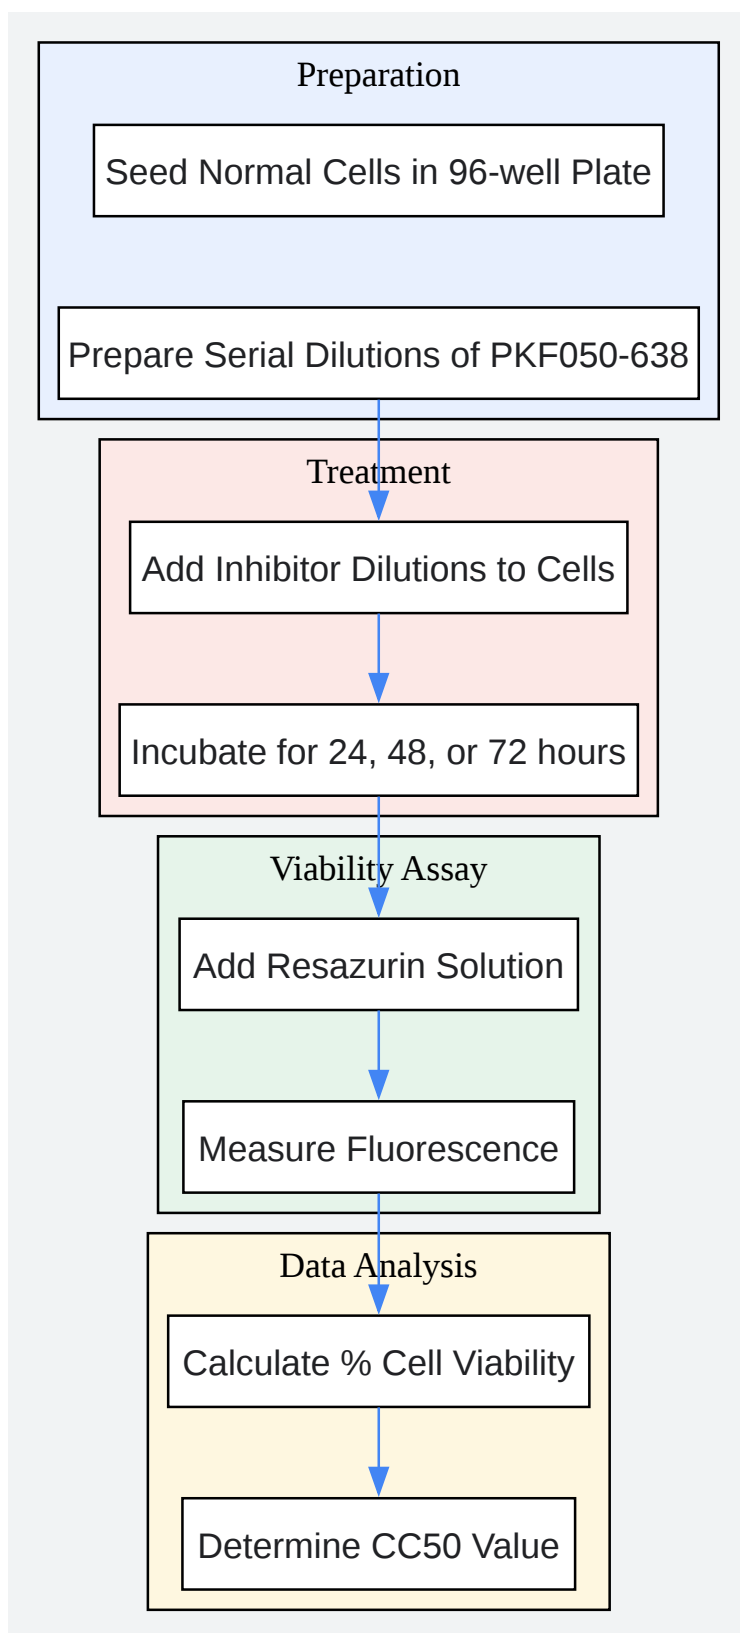 Preparation
Seed Normal Cells in 96-well Plate
Prepare Serial Dilutions of PKF050-638
Treatment
Add Inhibitor Dilutions to Cells
Incubate for 24, 48, or 72 hours
Viability Assay
Add Resazurin Solution
Measure Fluorescence
Data Analysis
Calculate % Cell Viability
Determine CC50 Value